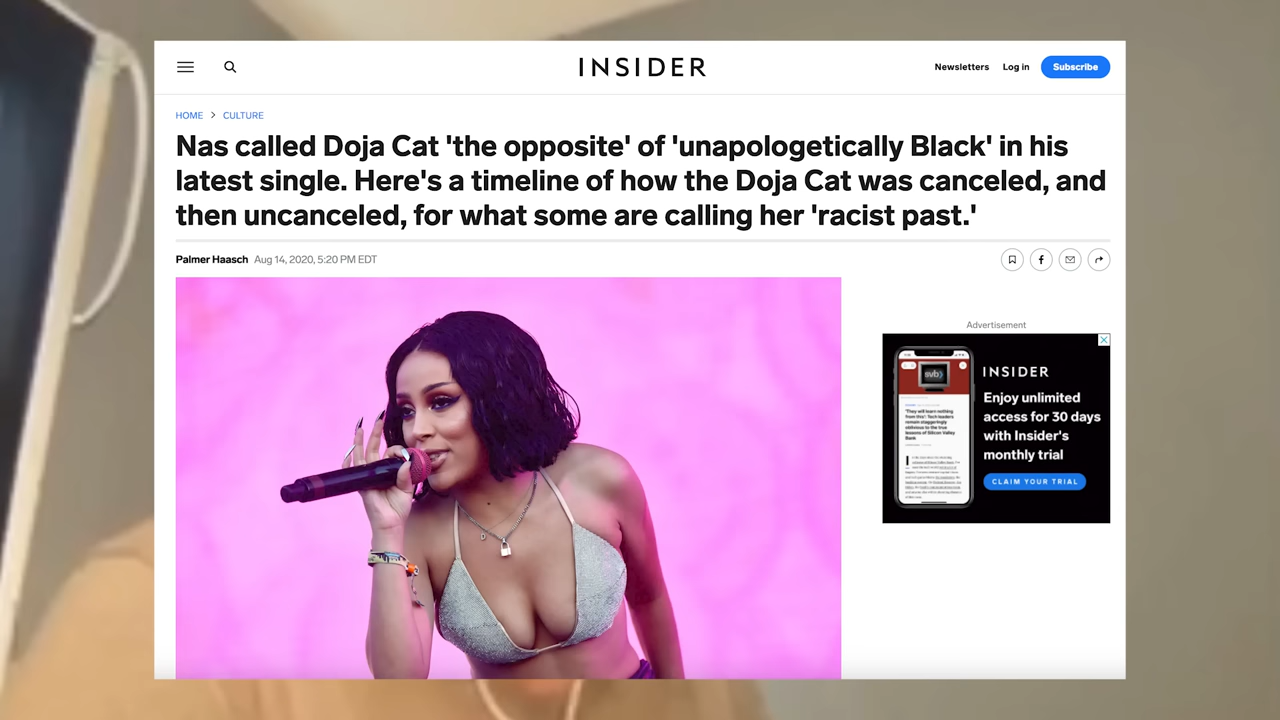 INSIDER
Newsletters Log in Subscribe
HOME > CULTURE
Nas called Doja Cat 'the opposite' of 'unapologetically Black' in his
latest single. Here's a timeline of how the Doja Cat was canceled, and
then uncanceled, for what some are calling her 'racist past.'
Palmer Haasch Aug 14, 2020, 5:20 PM EDT
Advertisement
svb
INSIDER
Enjoy unlimited
access for 30 days
with Insider's
monthly trial
CLAIM YOUR TRIAL